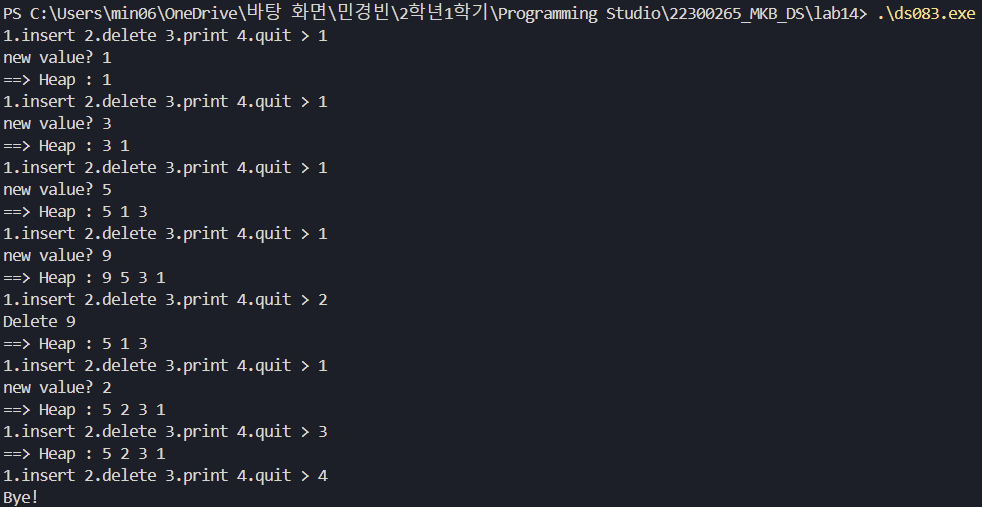 PS C:\Users\min06\OneDrive\바탕 화면\민경빈\2학년1학기\Programming Studio\22300265_MKB_DS\lab14> .\ds083.exe
1.insert 2.delete 3.print 4.quit > 1
new value? 1
==> Heap : 1
1.insert 2.delete 3.print 4.quit > 1
new value? 3
==> Heap : 3 1
1.insert 2.delete 3.print 4.quit > 1
new value? 5
==> Heap : 5 1 3
1.insert 2.delete 3.print 4.quit > 1
new value? 9
==> Heap : 9 5 3 1
1.insert 2.delete 3.print 4.quit > 2
Delete 9
==> Heap : 5 1 3
1.insert 2.delete 3.print 4.quit > 1
new value? 2
==> Heap : 5 2 3 1
1.insert 2.delete 3.print 4.quit > 3
==> Heap : 5 2 3 1
1.insert 2.delete 3.print 4.quit > 4
Bye!